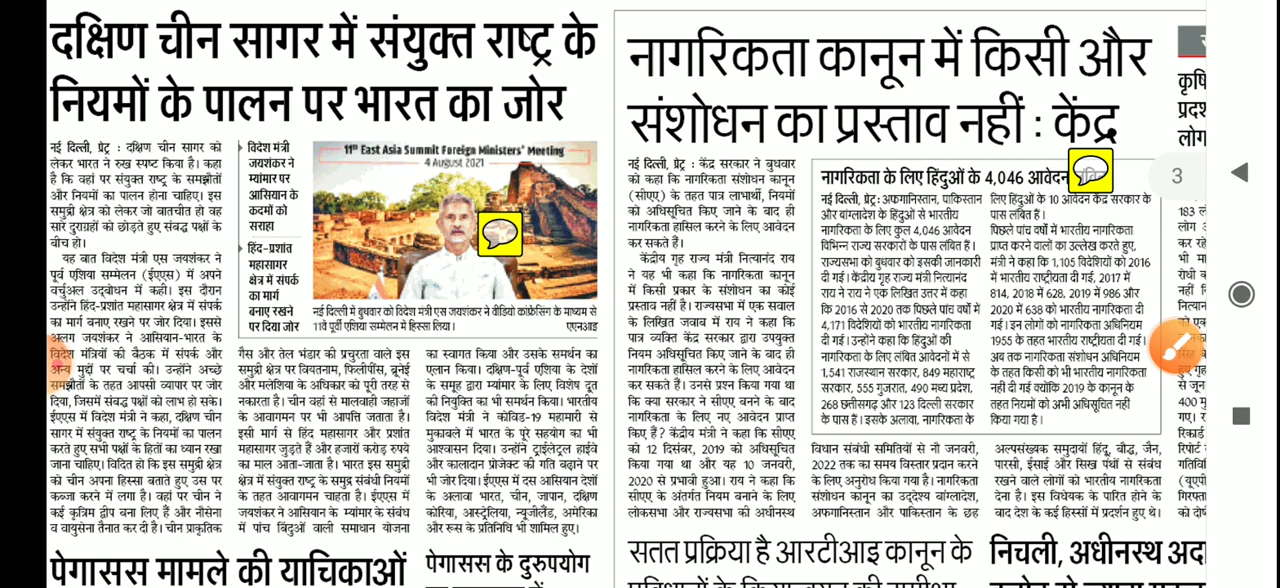 दक्षिण चीन सागर में संयुक्त राष्ट्र के
नियमों के पालन पर भारत का जोर
नई दिल्ली, प्रेट्र : दक्षिण चीन सागर को
लेकर भारत ने रुख स्पष्ट किया है। कहा
है कि वहां पर संयुक्त राष्ट्र के समझौतों
और नियमों का पालन होना चाहिए। इस
समुद्री क्षेत्र को लेकर जो बातचीत हो वह
सारे दुराग्रहों को छोड़ते हुए संबद्ध पक्षों के
बीच हो।
यह बात विदेश मंत्री एस जयशंकर ने
पूर्व एशिया सम्मेलन (ईएएस) में अपने
वर्चुअल उद्बोधन में कही। इस दौरान
उन्होंने हिंद-प्रशांत महासागर क्षेत्र में संपर्क
का मार्ग बनाए रखने पर जोर दिया। इससे
अलग जयशंकर ने आसियान-भारत के
विदेश मंत्रियों की बैठक में संपर्क और
अन्य मुद्दों पर चर्चा की। उन्होंने अच्छे
समझौतों के तहत आपसी व्यापार पर जोर
दिया, जिसमें संबद्ध पक्षों का लाभ हो सके।
ईएएस में विदेश मंत्री ने कहा, दक्षिण चीन
सागर में संयुक्त राष्ट्र के नियमों का पालन
करते हुए सभी पक्षों के हितों का ध्यान रखा
जाना चाहिए। विदित हो कि इस समुद्री क्षेत्र
को चीन अपना हिस्सा बताते हुए उस पर
कब्जा करने में लगा है। वहां पर चीन ने
कई कृत्रिम द्वीप बना लिए हैं और नौसेना
व वायुसेना तैनात कर दी है। चीन प्राकृतिक
विदेश मंत्री
जयशंकर ने
म्यांमार पर
आसियान के
कदमों को
सराहा
हिंद-प्रशांत
महासागर
क्षेत्र में संपर्क
का मार्ग
बनाए रखने
पर दिया जोर
11th East Asia Summit Foreign Ministers' Meeting
4 August 2021
नई दिल्ली में बुधवार को विदेश मंत्री एस जयशंकर ने वीडियो कांफ्रेंसिंग के माध्यम से
11वें पूर्वी एशिया सम्मेलन में हिस्सा लिया। एएनआइ
गैस और तेल भंडार की प्रचुरता वाले इस
समुद्री क्षेत्र पर वियतनाम, फिलीपींस, ब्रूनेई
और मलेशिया के अधिकार को पूरी तरह से
नकारता है। चीन वहां से मालवाही जहाजों
के आवागमन पर भी आपत्ति जताता है।
इसी मार्ग से हिंद महासागर और प्रशांत
महासागर जुड़ते हैं और हजारों करोड़ रुपये
का माल आता-जाता है। भारत इस समुद्री
क्षेत्र में संयुक्त राष्ट्र के समुद्र संबंधी नियमों
के तहत आवागमन चाहता है। ईएएस में
जयशंकर ने आसियान के म्यांमार के संबंध
में पांच बिंदुओं वाली समाधान योजना
का स्वागत किया और उसके समर्थन का
एलान किया। दक्षिण-पूर्व एशिया के देशों
के समूह द्वारा म्यांमार के लिए विशेष दूत
की नियुक्ति का भी समर्थन किया। भारतीय
विदेश मंत्री ने कोविड-19 महामारी से
मुकाबले में भारत के पूरे सहयोग का भी
आश्वासन दिया। उन्होंने ट्राईलेट्रल हाईवे
और कालादान प्रोजेक्ट की गति बढ़ाने पर
भी जोर दिया। ईएएस में दस आसियान देशों
के अलावा भारत, चीन, जापान, दक्षिण
कोरिया, आस्ट्रेलिया, न्यूजीलैंड, अमेरिका
और रूस के प्रतिनिधि भी शामिल हुए।
पेगासस मामले की याचिकाओं
पेगासस के दुरुपयोग
नागरिकता कानून में किसी और
संशोधन का प्रस्ताव नहीं : केंद्र
नई दिल्ली, प्रेट्र : केंद्र सरकार ने बुधवार
को कहा कि नागरिकता संशोधन कानून
(सीएए) के तहत पात्र लाभार्थी, नियमों
को अधिसूचित किए जाने के बाद ही
नागरिकता हासिल करने के लिए आवेदन
कर सकते हैं।
केंद्रीय गृह राज्य मंत्री नित्यानंद राय
ने यह भी कहा कि नागरिकता कानून
में किसी प्रकार के संशोधन का कोई
प्रस्ताव नहीं है। राज्यसभा में एक सवाल
के लिखित जवाब में राय ने कहा कि
पात्र व्यक्ति केंद्र सरकार द्वारा उपयुक्त
नियम अधिसूचित किए जाने के बाद ही
नागरिकता हासिल करने के लिए आवेदन
कर सकते हैं। उनसे प्रश्न किया गया था
कि क्या सरकार ने सीएए बनने के बाद
नागरिकता के लिए नए आवेदन प्राप्त
किए हैं? केंद्रीय मंत्री ने कहा कि सीएए
को 12 दिसंबर, 2019 को अधिसूचित
किया गया था और यह 10 जनवरी,
2020 से प्रभावी हुआ। राय ने कहा कि
सीएए के अंतर्गत नियम बनाने के लिए
लोकसभा और राज्यसभा की अधीनस्थ
नागरिकता के लिए हिंदुओं के 4,046 आवेदन
नई दिल्ली, प्रेट्र: अफगानिस्तान, पाकिस्तान
और बांग्लादेश के हिंदुओं से भारतीय
नागरिकता के लिए कुल 4,046 आवेदन
विभिन्न राज्य सरकारों के पास लंबित हैं।
राज्यसभा को बुधवार को इसकी जानकारी
दी गई। केंद्रीय गृह राज्य मंत्री नित्यानंद
राय ने राय ने एक लिखित उत्तर में कहा
कि 2016 से 2020 तक पिछले पांच वर्षों में
4,171 विदेशियों को भारतीय नागरिकता
दी गई। उन्होंने कहा कि हिंदुओं की
नागरिकता के लिए लंबित आवेदनों में से
1,541 राजस्थान सरकार, 849 महाराष्ट्र
सरकार, 555 गुजरात, 490 मध्य प्रदेश,
268 छत्तीसगढ़ और 123 दिल्ली सरकार
के पास है। इसके अलावा, नागरिकता के
लिए हिंदुओं के 10 आवेदन केंद्र सरकार के
पास लंबित हैं।
पिछले पांच वर्षों में भारतीय नागरिकता
प्राप्त करने वालों का उल्लेख करते हुए,
मंत्री ने कहा कि 1,105 विदेशियों को 2016
में भारतीय राष्ट्रीयता दी गई, 2017 में
814, 2018 में 628, 2019 में 986 और
2020 में 638 को भारतीय नागरिकता दी
गई। इन लोगों को नागरिकता अधिनियम
1955 के तहत भारतीय राष्ट्रीयता दी गई।
अब तक नागरिकता संशोधन अधिनियम
के तहत किसी को भी भारतीय नागरिकता
नही दी गई क्योंकि 2019 के कानून के
तहत नियमों को अभी अधिसूचित नही
किया गया है।
विधान संबंधी समितियों से नौ जनवरी,
2022 तक का समय विस्तार प्रदान करने
के लिए अनुरोध किया गया है। नागरिकता
संशोधन कानून का उद्देश्य बांग्लादेश,
अफगानिस्तान और पाकिस्तान के छह
अल्पसंख्यक समुदायों हिंदू, बौद्ध, जैन,
पारसी, ईसाई और सिख पंथों से संबंध
रखने वाले लोगों को भारतीय नागरिकता
देना है। इस विधेयक के पारित होने के
बाद देश के कई हिस्सों में प्रदर्शन हुए थे।
सतत प्रक्रिया है आरटीआइ कानून के
निचली, अधीनस्थ अदा
कृषि
प्रदश
लोग
3
183 ल
लोग
कर रहे
भी मा
रोधी क
नहीं f
नित्यान
से जून
400 मु
गए। र
रिकार्ड
रिपोर्ट
गतिवि
(यूएपी
गिरफ्त
को दोष